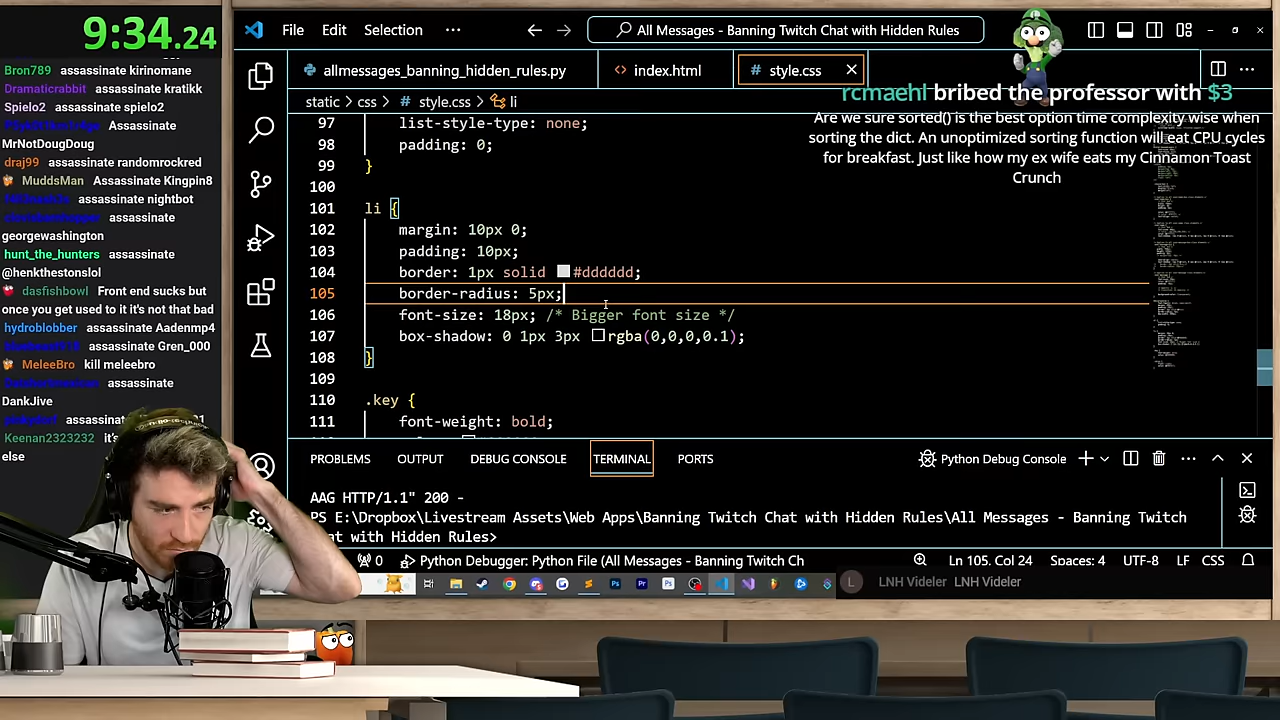 9:34.24
Bron789 assassinate kirinomane
Dramaticrabbit assassinate kratikk
Spielo2 assassinate spielo2
Assassinate
MrNotDougDoug
draj99 assassinate randomrockred
MuddsMan Assassinate Kingpin8
assassinate nightbot
assassinate
georgewashington
hunt_the_hunters assassinate
@henkthestonslol
dasfishbowl Front end sucks but
once you get used to it it's not that bad
hydroblobber assassinate Aadenmp4
assassinate Gren_000
MeleeBro kill meleebro
assassinate
DankJive
assassinate
Keenan2323232
else
File Edit Selection ···
All Messages - Banning Twitch Chat with Hidden Rules
allmessages_banning_hidden_rules.py
index.html
style.css
static > css > # style.css > li
rcmaehl bribed the professor with $3
Are we sure sorted() is the best option time complexity wise when
sorting the dict. An unoptimized sorting function will eat CPU cycles
for breakfast. Just like how my ex wife eats my Cinnamon Toast
Crunch
97 list-style-type: none;
98 padding: 0;
99 }
100
101 li {
102 margin: 10px 0;
103 padding: 10px;
104 border: 1px solid #dddddd;
105 border-radius: 5px;
106 font-size: 18px; /* Bigger font size */
107 box-shadow: 0 1px 3px rgba(0,0,0,0.1);
108 }
109
110 .key {
111 font-weight: bold;
PROBLEMS OUTPUT DEBUG CONSOLE TERMINAL PORTS
Python Debug Console
AAG HTTP/1.1" 200 -
PS E:\Dropbox\Livestream Assets\Web Apps\Banning Twitch Chat with Hidden Rules\All Messages - Banning Twitch
hat with Hidden Rules>
0 Python Debugger: Python File (All Messages - Banning Twitch Ch
Ln 105, Col 24 Spaces: 4 UTF-8 LF CSS
L LNH Videler LNH Videler